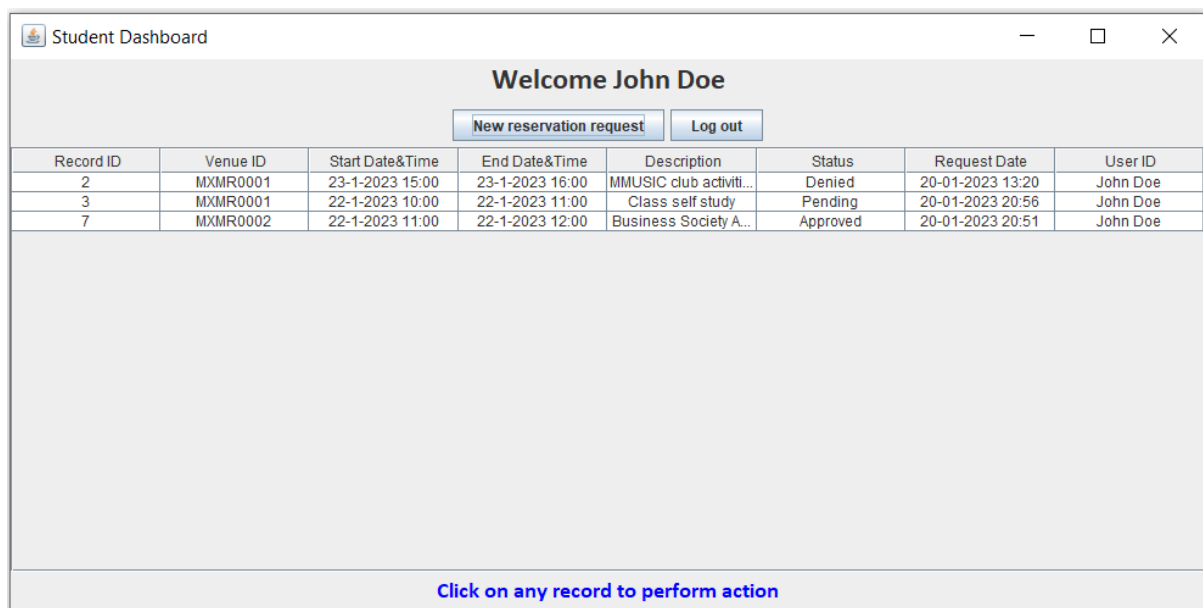 Student Dashboard
Welcome John Doe
New reservation request Log out
Record ID Venue ID Start Date&Time End Date&Time Description Status Request Date User ID
2 MXMR0001 23-1-2023 15:00 23-1-2023 16:00 MMUSIC club activiti... Denied 20-01-2023 13:20 John Doe
3 MXMR0001 22-1-2023 10:00 22-1-2023 11:00 Class self study Pending 20-01-2023 20:56 John Doe
7 MXMR0002 22-1-2023 11:00 22-1-2023 12:00 Business Society A... Approved 20-01-2023 20:51 John Doe
Click on any record to perform action